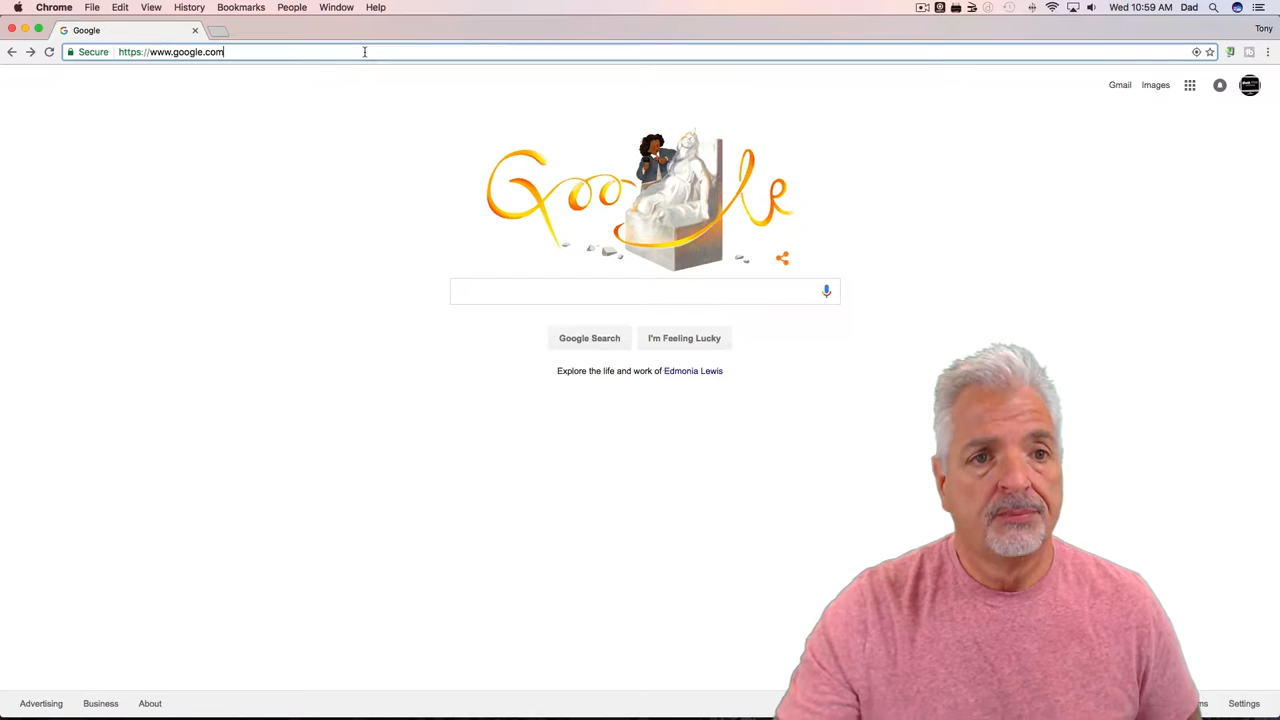 Chrome File Edit View History Bookmarks People Window Help Wed 10:59 AM Dad
Google Tony
Secure https://www.google.com
Gmail Images
Google
Google Search I'm Feeling Lucky
Explore the life and work of Edmonia Lewis
Advertising Business About Settings